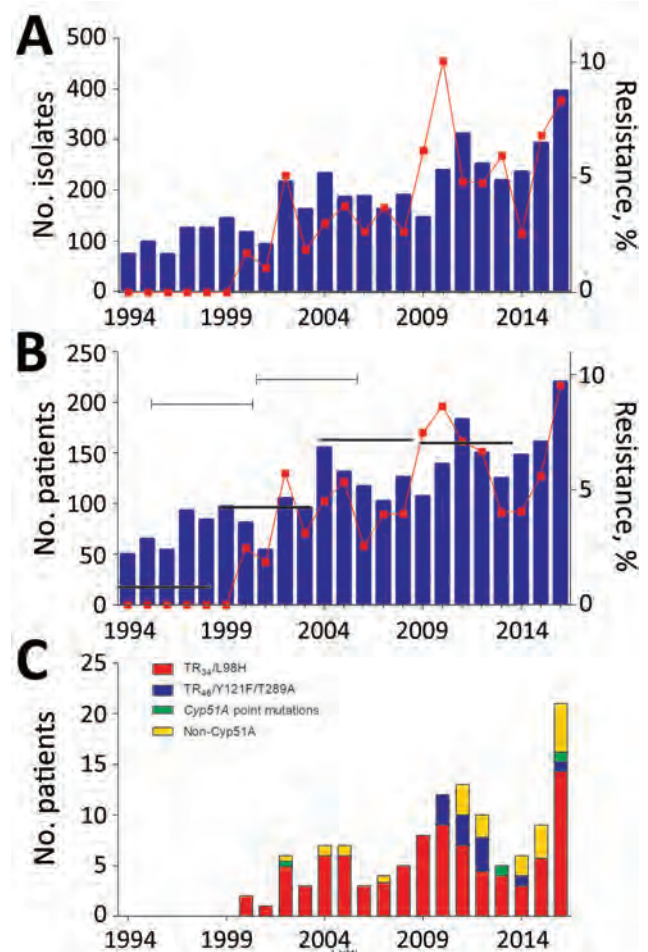 A
No. isolates
500
400
300
200
100
0
10
5
0
Resistance, %
1994 1999 2004 2009 2014
B
No. patients
250
200
150
100
50
0
10
5
0
Resistance, %
1994 1999 2004 2009 2014
C
No. patients
25
20
15
10
5
0
TR₃₄/L98H
TR₄₆/Y121F/T289A
Cyp51A point mutations
Non-Cyp51A
1994 1999 2004 2009 2014